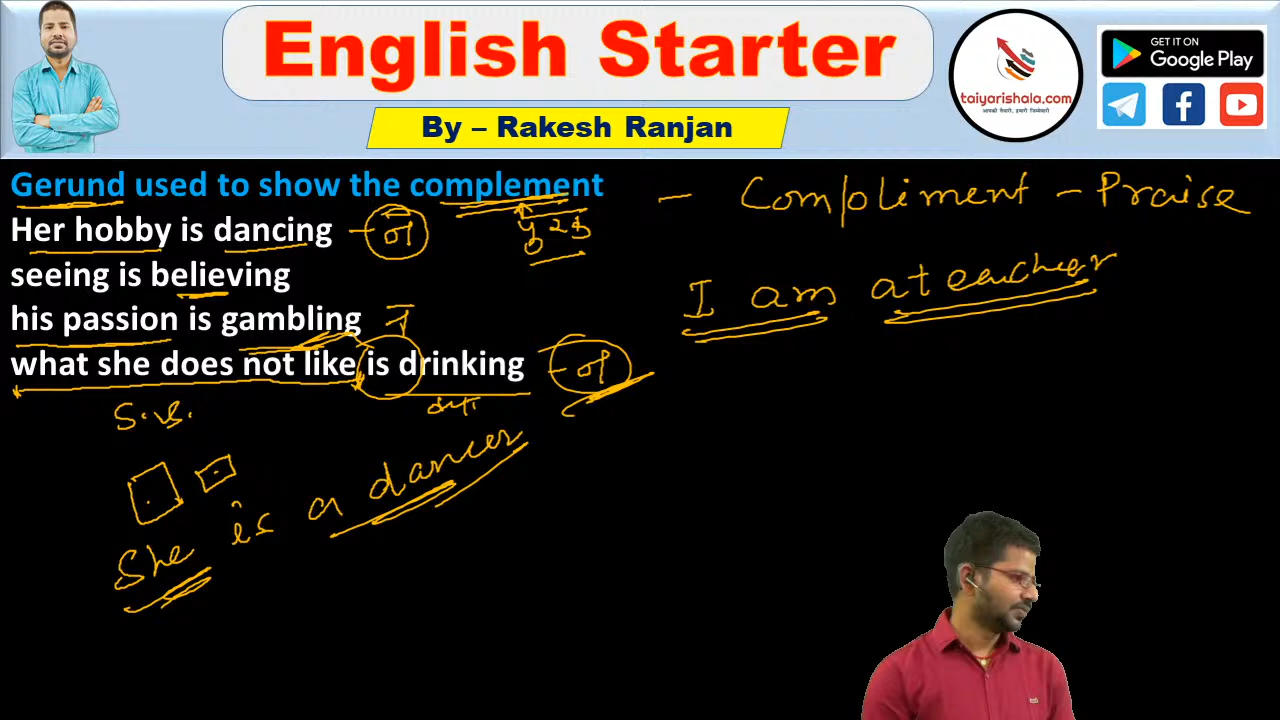 English Starter
By – Rakesh Ranjan
taiyarishala.com
आपकी तैयारी, हमारी जिम्मेवारी
GET IT ON
Google Play
Gerund used to show the complement
- Compliment - Praise
Her hobby is dancing
seeing is believing
I am a teacher
his passion is gambling
what she does not like is drinking
S.V.
She is a dancer